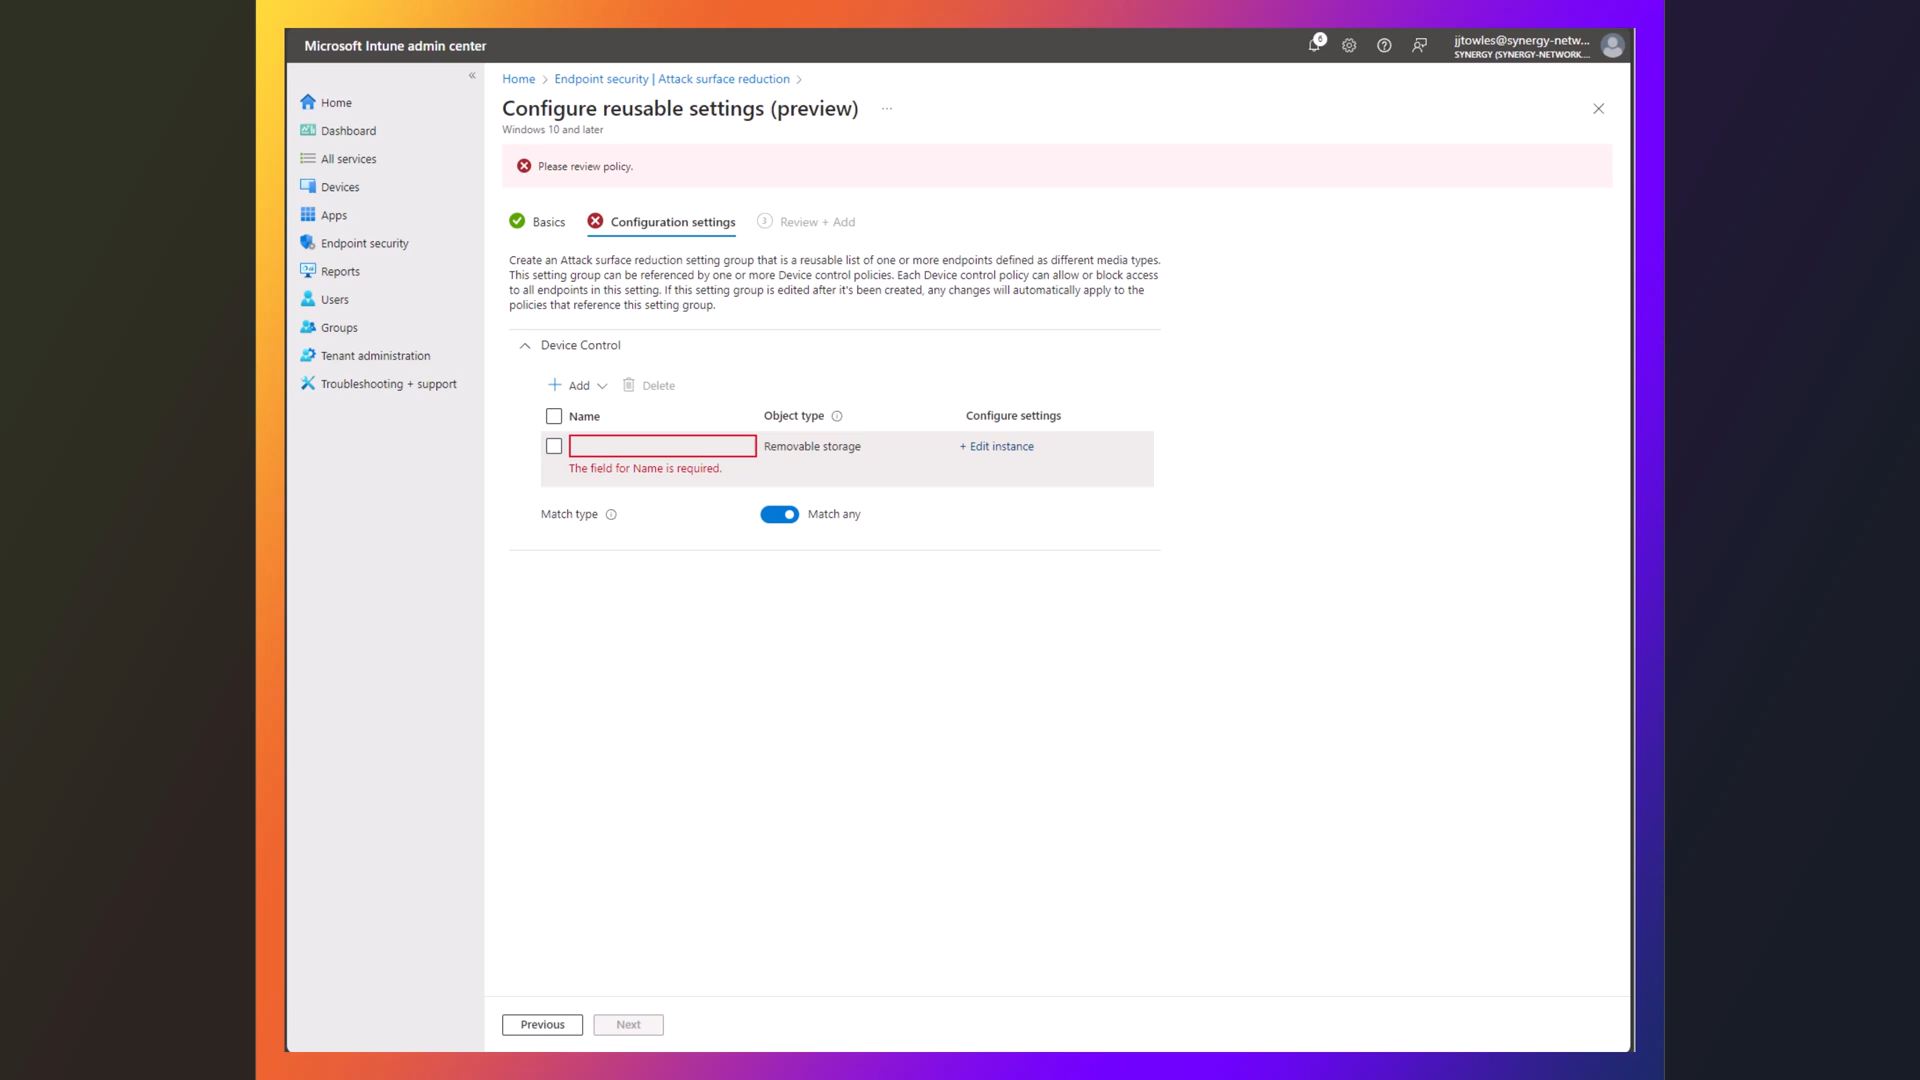 Microsoft Intune admin center
6
jjtowles@synergy-netw...
SYNERGY (SYNERGY-NETWORK....
«
Home
Dashboard
All services
Devices
Apps
Endpoint security
Reports
Users
Groups
Tenant administration
Troubleshooting + support
Home > Endpoint security | Attack surface reduction >
Configure reusable settings (preview) ...
Windows 10 and later
Please review policy.
Basics
Configuration settings
3 Review + Add
Create an Attack surface reduction setting group that is a reusable list of one or more endpoints defined as different media types.
This setting group can be referenced by one or more Device control policies. Each Device control policy can allow or block access
to all endpoints in this setting. If this setting group is edited after it's been created, any changes will automatically apply to the
policies that reference this setting group.
Device Control
+ Add Delete
Name Object type Configure settings
Removable storage + Edit instance
The field for Name is required.
Match type Match any
Previous Next